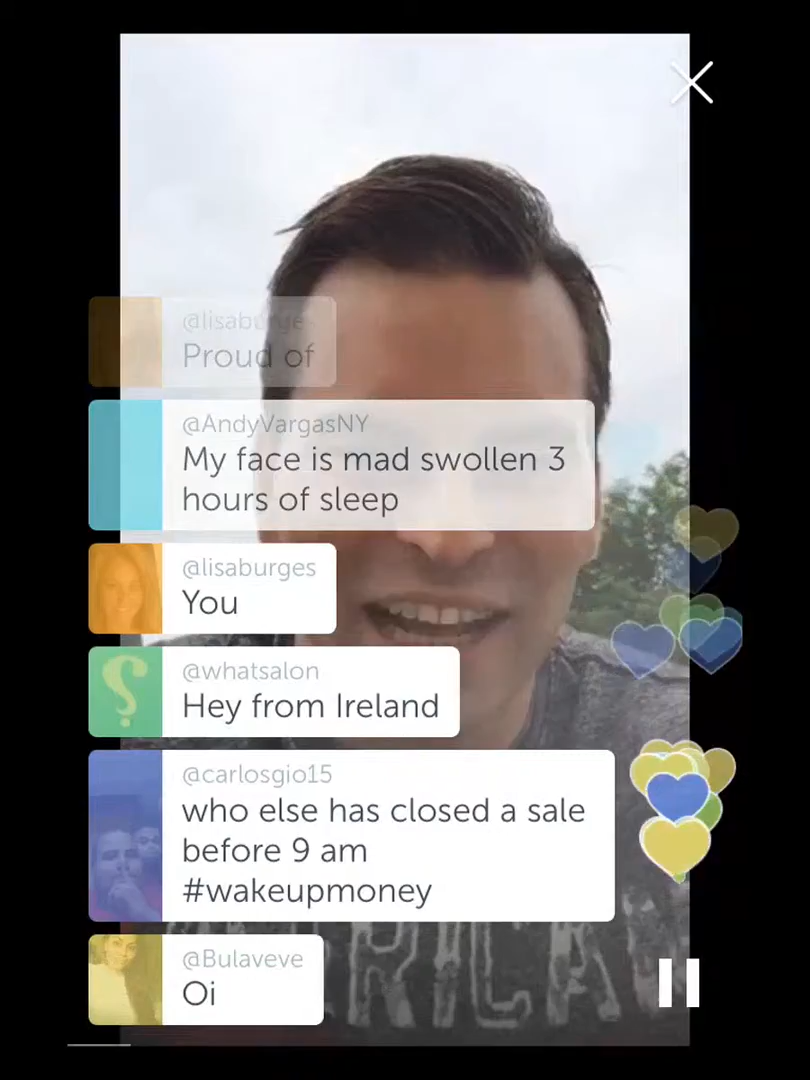 @lisaburges
Proud of
@AndyVargasNY
My face is mad swollen 3
hours of sleep
@lisaburges
You
@whatsalon
Hey from Ireland
@carlosgio15
who else has closed a sale
before 9 am
#wakeupmoney
@Bulaveve
Oi